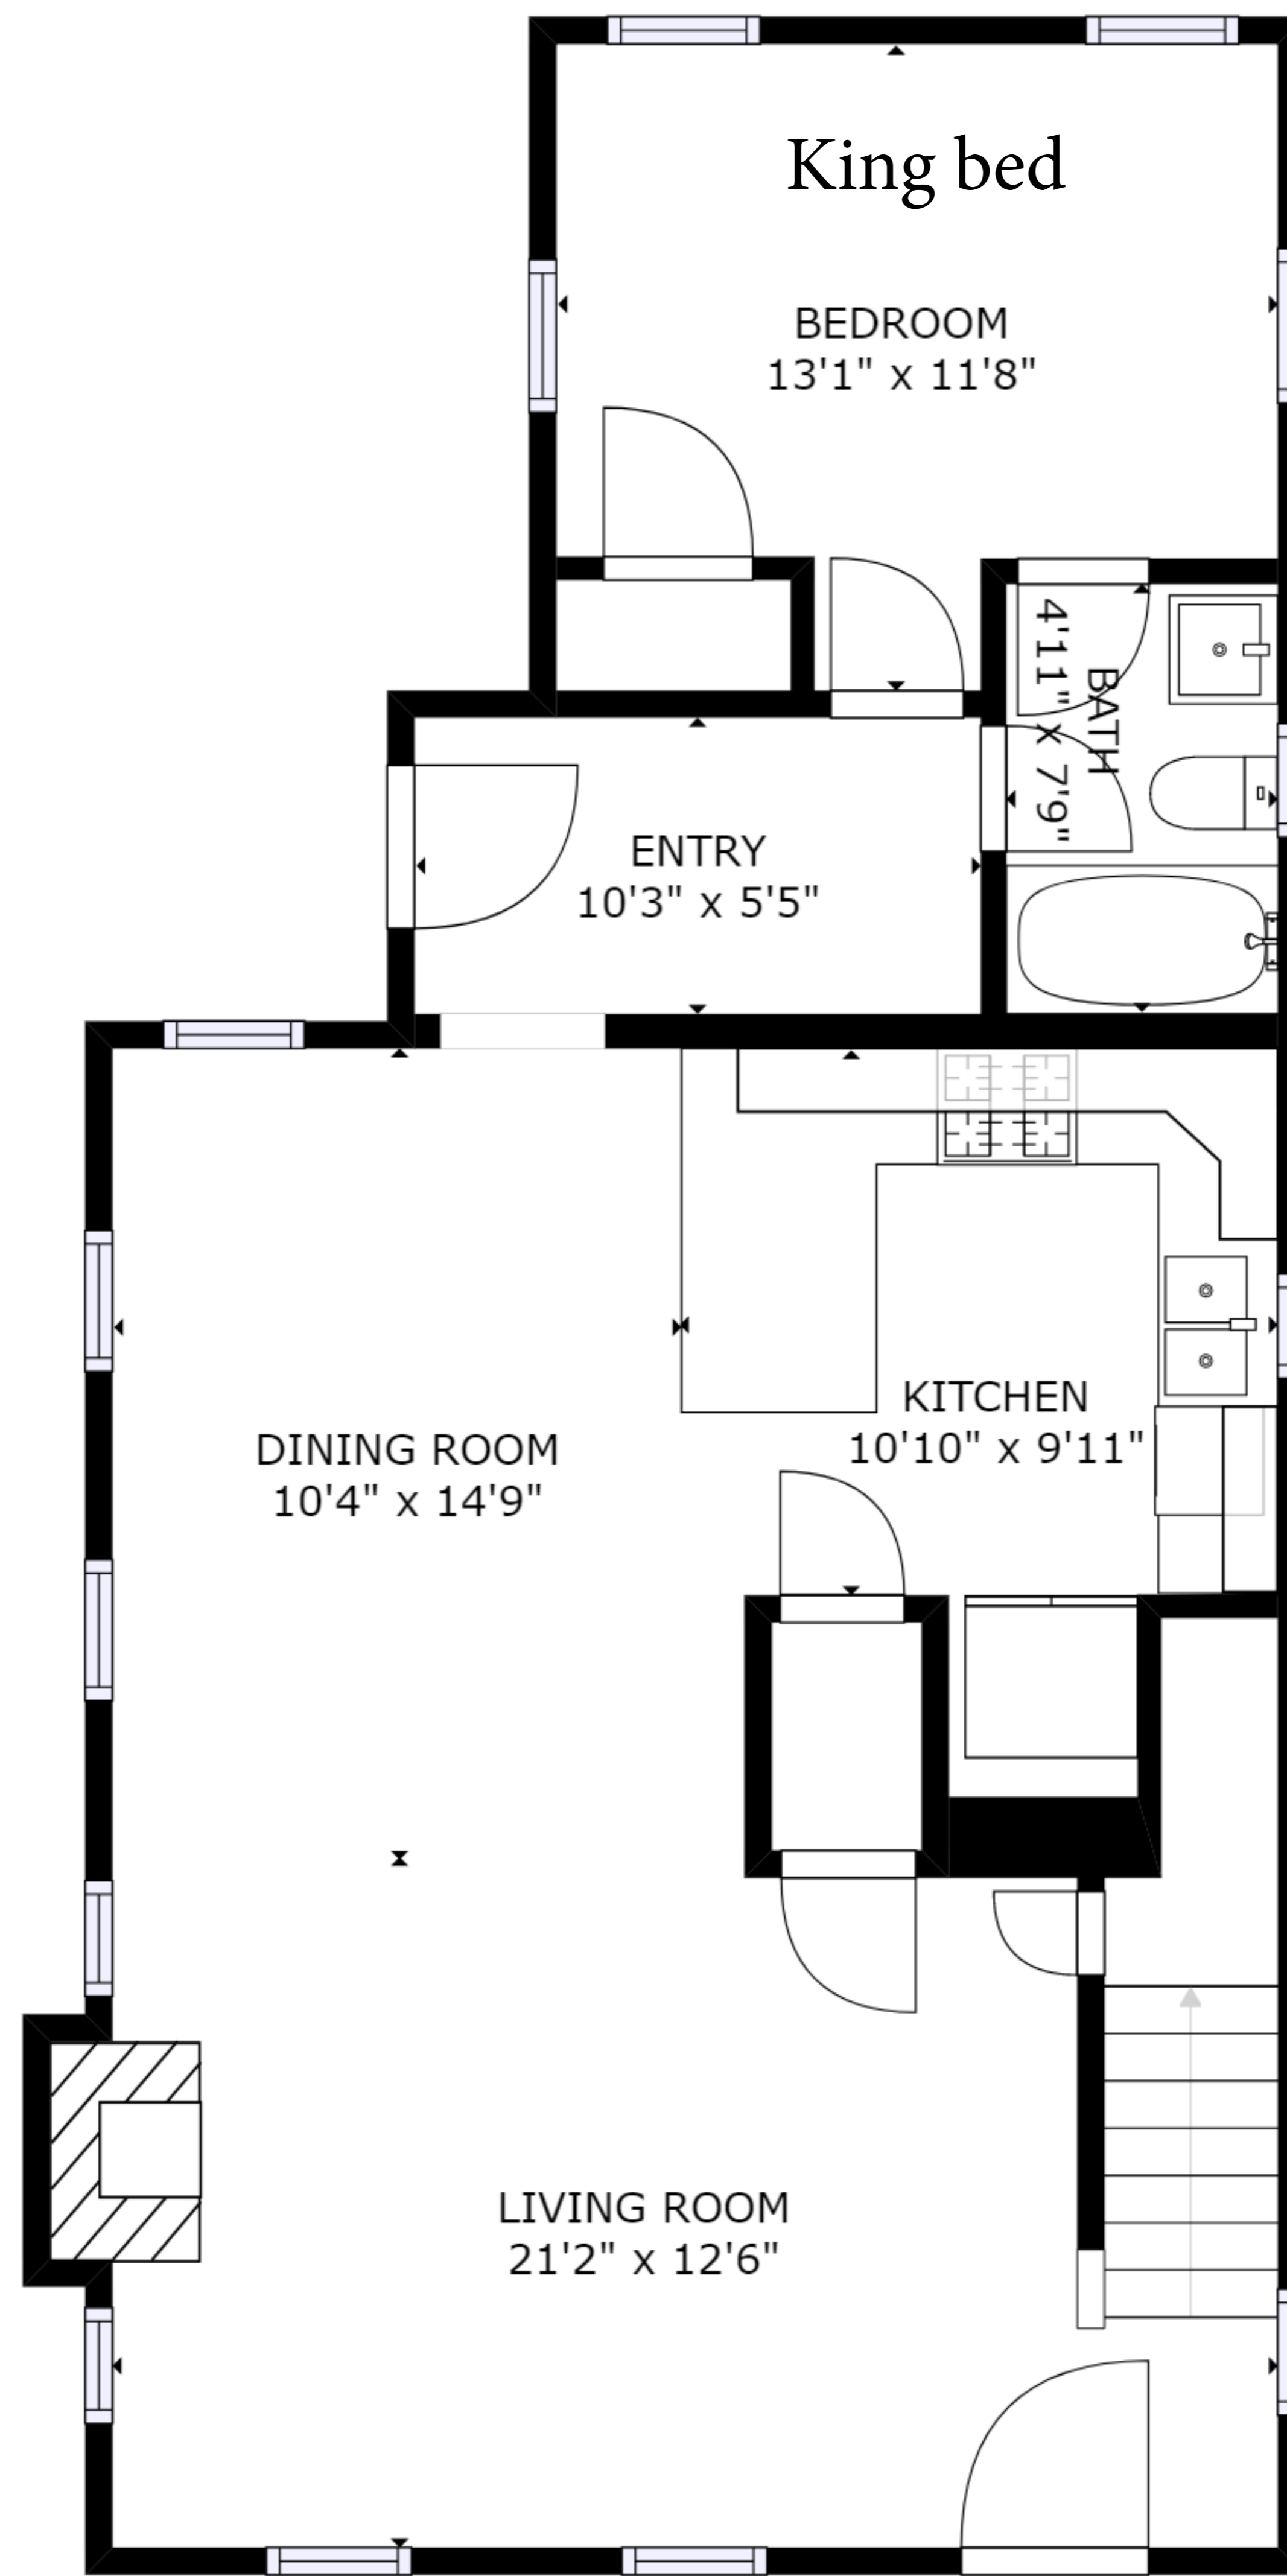 King bed
BEDROOM
13'1" x 11'8"
BATH
4'11" x 7'9"
ENTRY
10'3" x 5'5"
KITCHEN
10'10" x 9'11"
DINING ROOM
10'4" x 14'9"
LIVING ROOM
21'2" x 12'6"